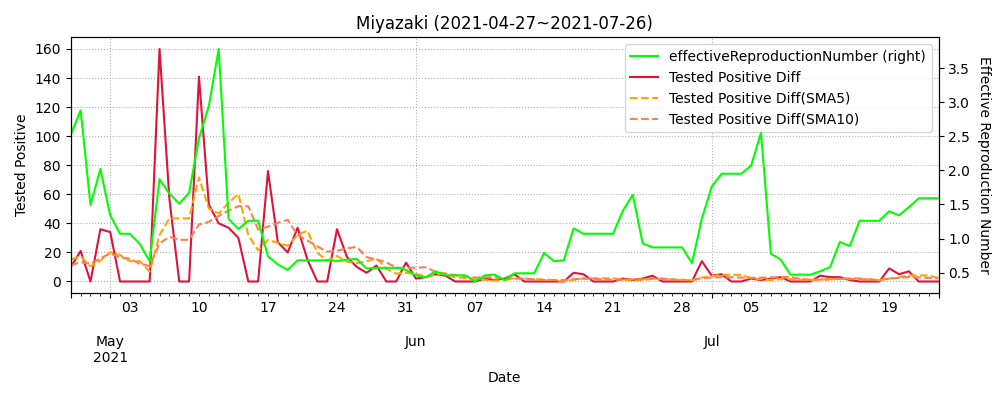 Miyazaki (2021-04-27~2021-07-26)
effectiveReproductionNumber (right)
Tested Positive Diff
Tested Positive Diff(SMA5)
Tested Positive Diff(SMA10)
Tested Positive
160
140
120
100
80
60
40
20
0
3.5
3.0
2.5
2.0
1.5
1.0
0.5
Effective Reproduction Number
03 10 17 24 31 07 14 21 28 05 12 19
May Jun Jul
2021
Date